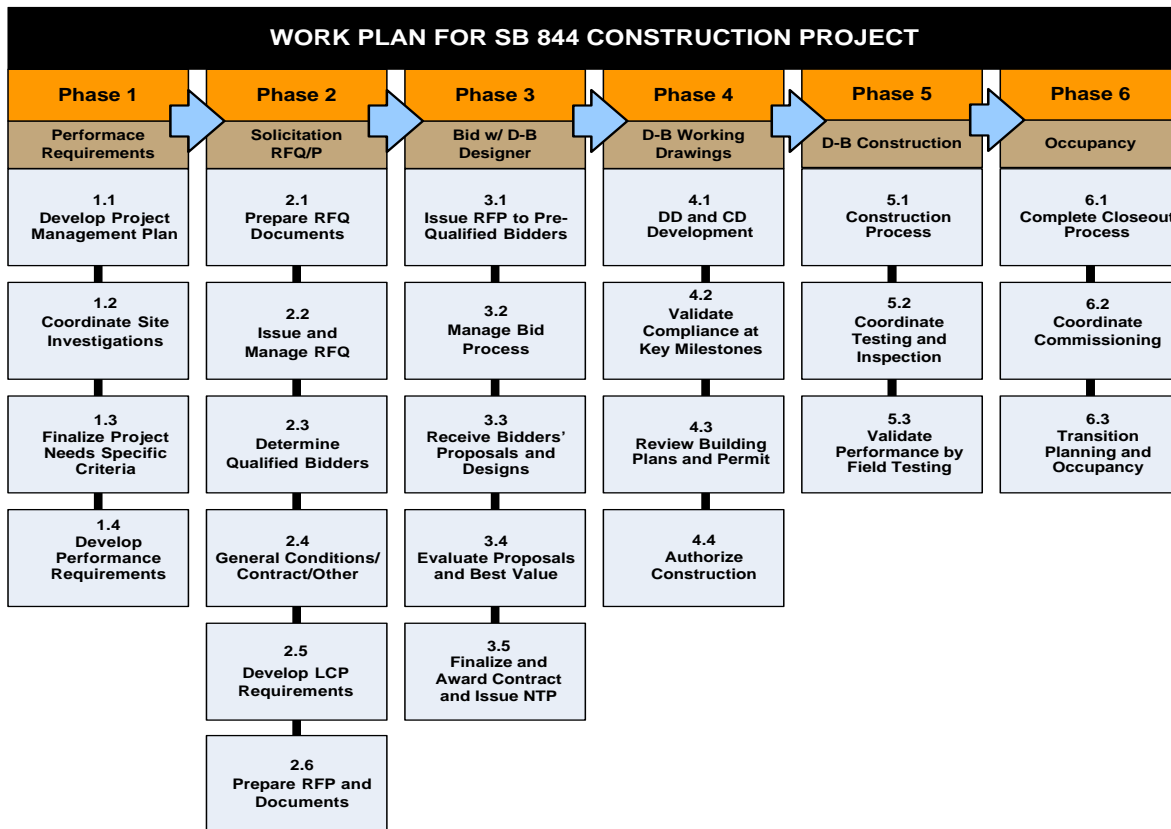 WORK PLAN FOR SB 844 CONSTRUCTION PROJECT
Phase 1
Performace
Requirements
1.1
Develop Project
Management Plan
1.2
Coordinate Site
Investigations
1.3
Finalize Project
Needs Specific
Criteria
1.4
Develop
Performance
Requirements
Phase 2
Solicitation
RFQ/P
2.1
Prepare RFQ
Documents
2.2
Issue and
Manage RFQ
2.3
Determine
Qualified Bidders
2.4
General Conditions/
Contract/Other
2.5
Develop LCP
Requirements
2.6
Prepare RFP and
Documents
Phase 3
Bid w/ D-B
Designer
3.1
Issue RFP to Pre-
Qualified Bidders
3.2
Manage Bid
Process
3.3
Receive Bidders’
Proposals and
Designs
3.4
Evaluate Proposals
and Best Value
3.5
Finalize and
Award Contract
and Issue NTP
Phase 4
D-B Working
Drawings
4.1
DD and CD
Development
4.2
Validate
Compliance at
Key Milestones
4.3
Review Building
Plans and Permit
4.4
Authorize
Construction
Phase 5
D-B Construction
5.1
Construction
Process
5.2
Coordinate
Testing and
Inspection
5.3
Validate
Performance by
Field Testing
Phase 6
Occupancy
6.1
Complete Closeout
Process
6.2
Coordinate
Commissioning
6.3
Transition
Planning and
Occupancy